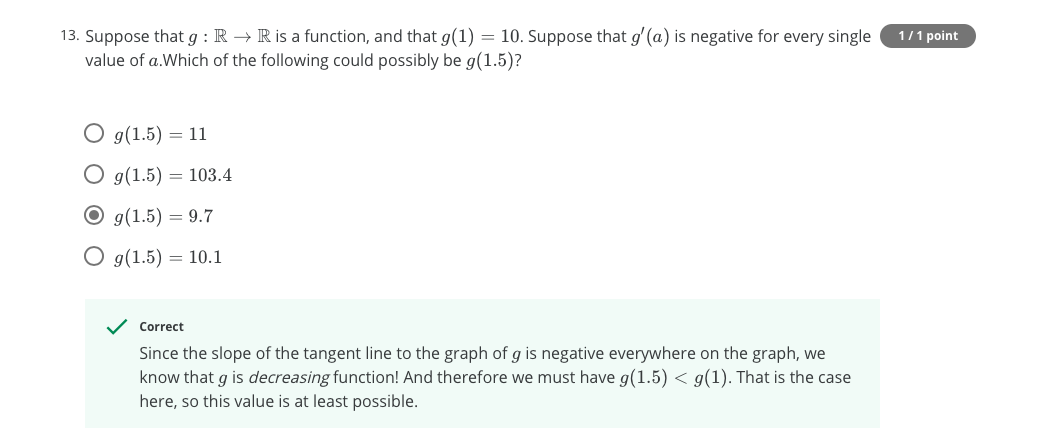 13. Suppose that g : ℝ → ℝ is a function, and that g(1) = 10. Suppose that g′(a) is negative for every single
1 / 1 point
value of a.Which of the following could possibly be g(1.5)?
g(1.5) = 11
g(1.5) = 103.4
g(1.5) = 9.7
g(1.5) = 10.1
Correct
Since the slope of the tangent line to the graph of g is negative everywhere on the graph, we
know that g is decreasing function! And therefore we must have g(1.5) < g(1). That is the case
here, so this value is at least possible.